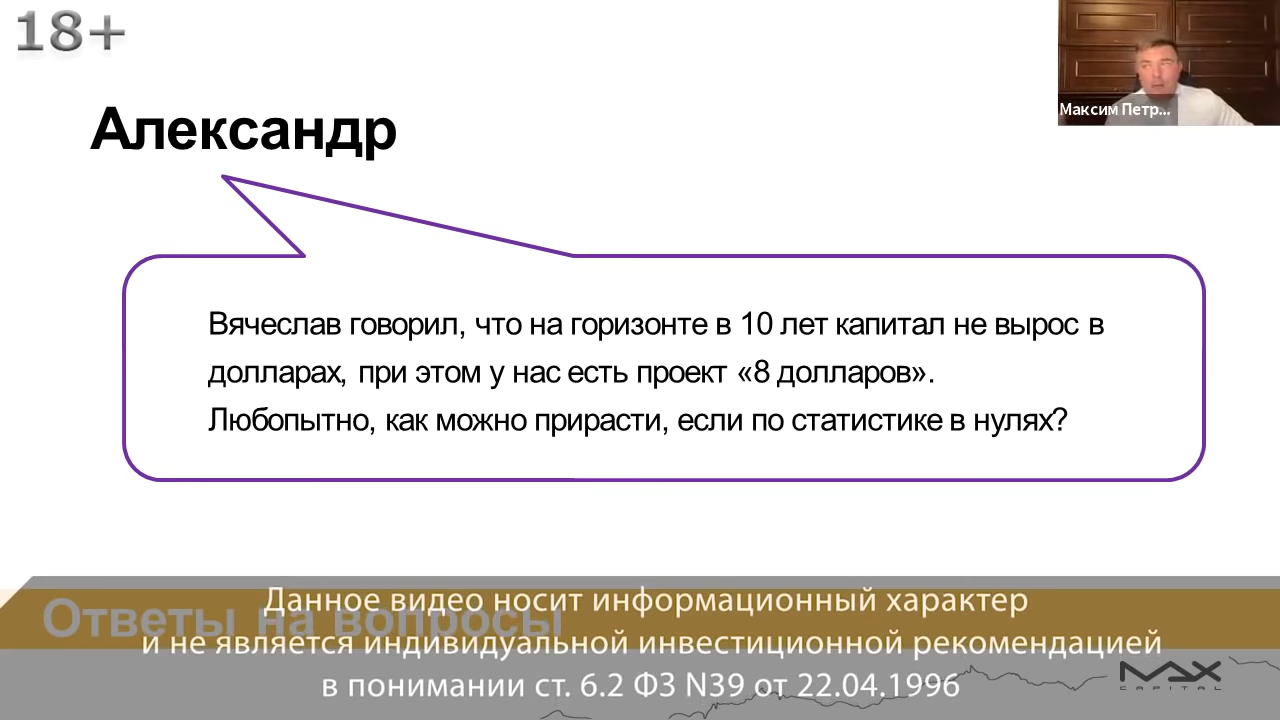 18+
Максим Петр...
Александр
Вячеслав говорил, что на горизонте в 10 лет капитал не вырос в
долларах, при этом у нас есть проект «8 долларов».
Любопытно, как можно прирасти, если по статистике в нулях?
Ответы на вопросы
Данное видео носит информационный характер
и не является индивидуальной инвестиционной рекомендацией
в понимании ст. 6.2 ФЗ N39 от 22.04.1996
MAX
CAPITAL